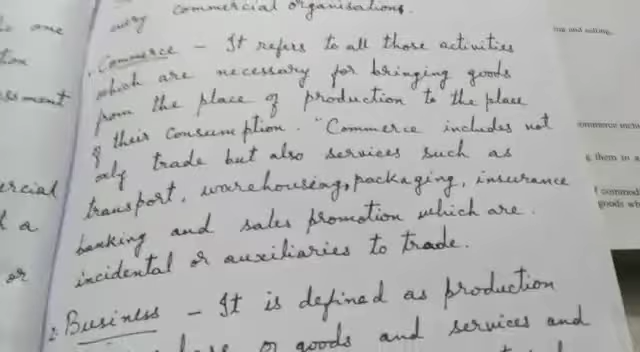 commercial organisations.
Commerce - It refers to all those activities
which are necessary for bringing goods
from the place of production to the place
of their consumption. "Commerce includes not
only trade but also services such as
transport, warehousing, packaging, insurance
banking and sales promotion which are
incidental or auxiliaries to trade.
2. Business - It is defined as production
or goods and services and